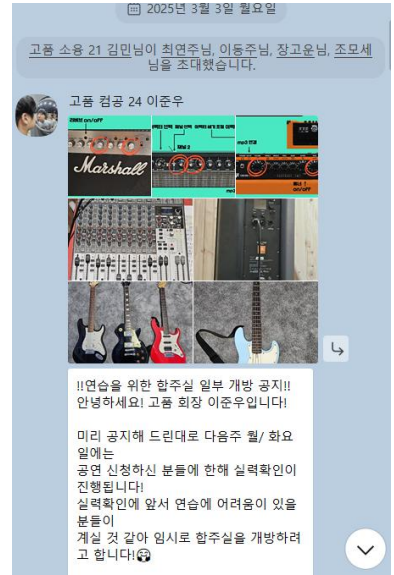 2025년 3월 3일 월요일
고품 소융 21 김민님이 최연주님, 이동주님, 장고운님, 조모세
님을 초대했습니다.
고품 컴공 24 이준우
on/off
Marshall
mp3 연결
on/off
!!연습을 위한 합주실 일부 개방 공지!!
안녕하세요! 고품 회장 이준우입니다!
미리 공지해 드린대로 다음주 월/ 화요
일에는
공연 신청하신 분들에 한해 실력확인이
진행됩니다!
실력확인에 앞서 연습에 어려움이 있을
분들이
계실 것 같아 임시로 합주실을 개방하려
고 합니다!😪